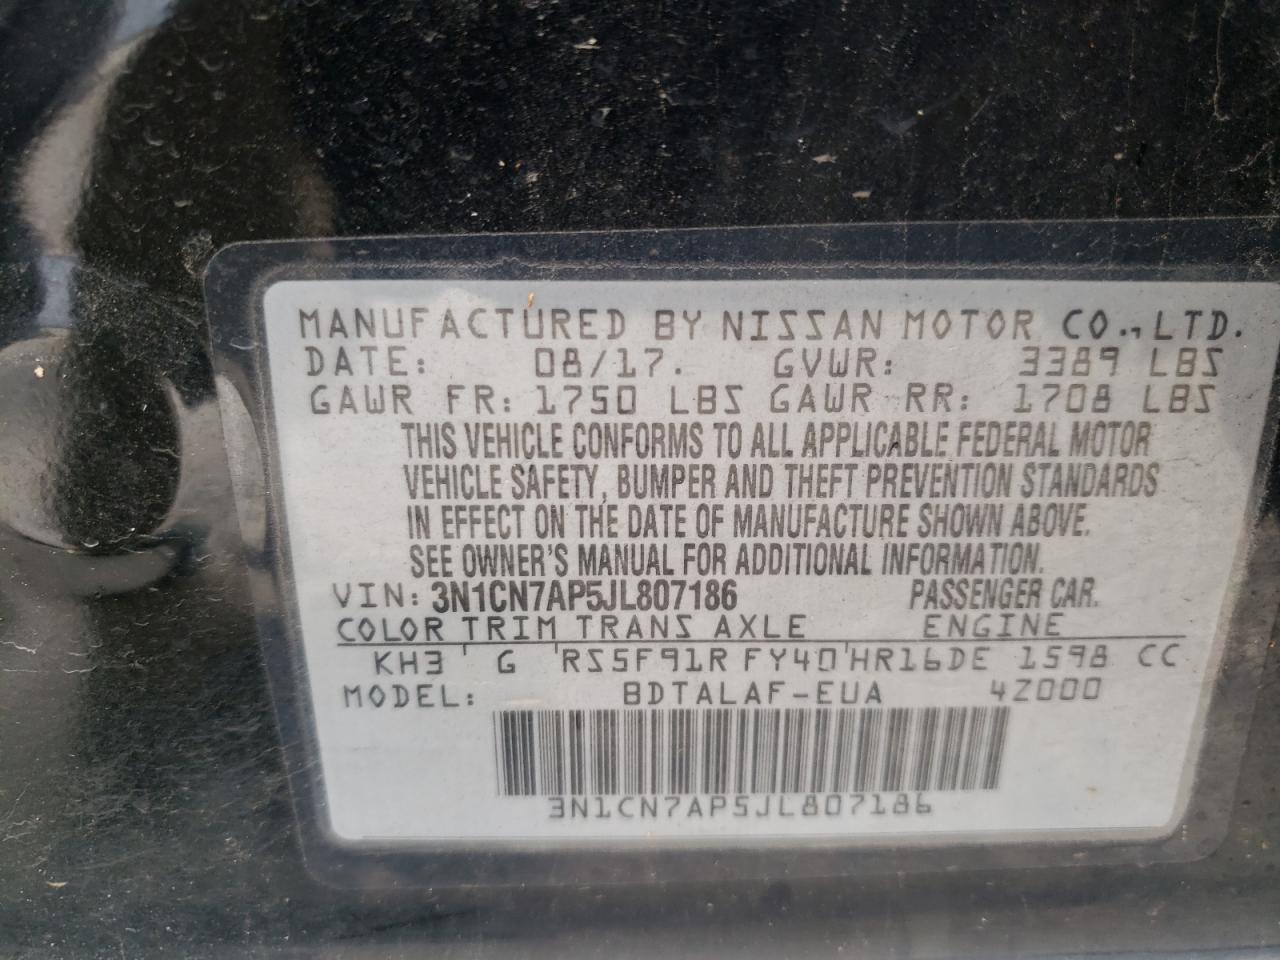 MANUFACTURED BY NISSAN MOTOR CO., LTD.
DATE: 08/17. GVWR: 3389 LBS
GAWR FR: 1750 LBS GAWR RR: 1708 LBS
THIS VEHICLE CONFORMS TO ALL APPLICABLE FEDERAL MOTOR
VEHICLE SAFETY, BUMPER AND THEFT PREVENTION STANDARDS
IN EFFECT ON THE DATE OF MANUFACTURE SHOWN ABOVE.
SEE OWNER'S MANUAL FOR ADDITIONAL INFORMATION.
VIN: 3N1CN7AP5JL807186 PASSENGER CAR.
COLOR TRIM TRANS AXLE ENGINE
KH3 ' G 'RS5F91R FY40'HR16DE 1598 CC
MODEL: BDTALAF-EUA 4Z000
3N1CN7AP5JL807186